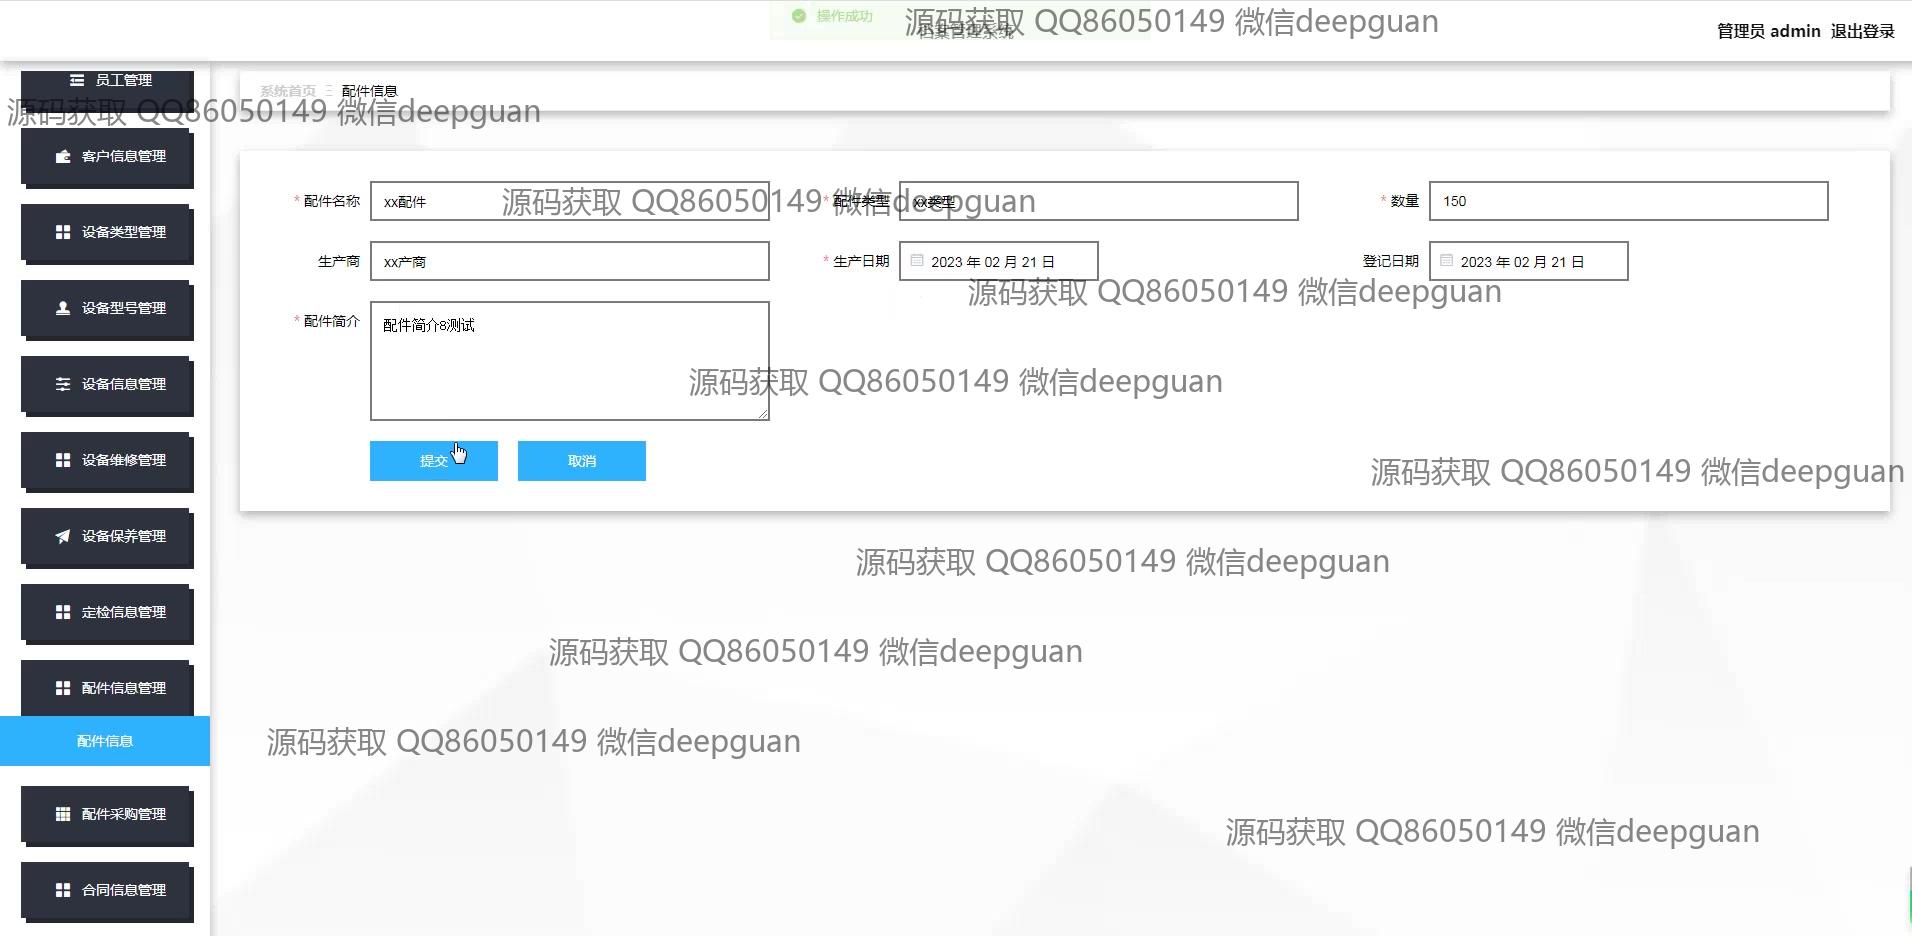 操作成功
源码获取 QQ86050149 微信deepguan
档案管理系统
管理员 admin 退出登录
员工管理
系统首页 配件信息
源码获取 QQ86050149 微信deepguan
客户信息管理
* 配件名称 xx配件 * 配件类型 xx类型 * 数量 150
源码获取 QQ86050149 微信deepguan
设备类型管理
生产商 xx产商 * 生产日期 2023 年 02 月 21 日 登记日期 2023 年 02 月 21 日
源码获取 QQ86050149 微信deepguan
设备型号管理
* 配件简介 配件简介8测试
设备信息管理
源码获取 QQ86050149 微信deepguan
设备维修管理
提交 取消
源码获取 QQ86050149 微信deepguan
设备保养管理
源码获取 QQ86050149 微信deepguan
定检信息管理
源码获取 QQ86050149 微信deepguan
配件信息管理
配件信息
源码获取 QQ86050149 微信deepguan
配件采购管理
源码获取 QQ86050149 微信deepguan
合同信息管理